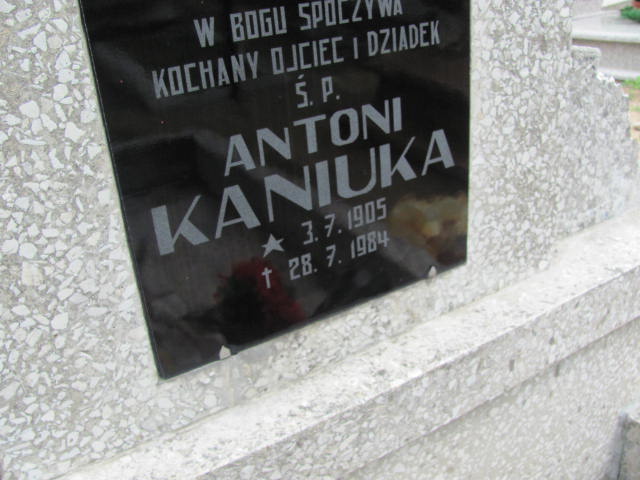 W BOGU SPOCZYWA
KOCHANY OJCIEC I DZIADEK
Ś. P.
ANTONI
KANIUKA
★ 3. 7. 1905
† 28. 7. 1984